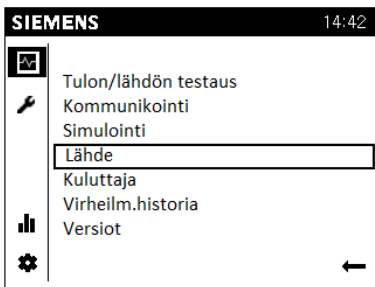 SIEMENS 14:42
Tulon/lähdön testaus
Kommunikointi
Simulointi
Lähde
Kuluttaja
Virheilm.historia
Versiot